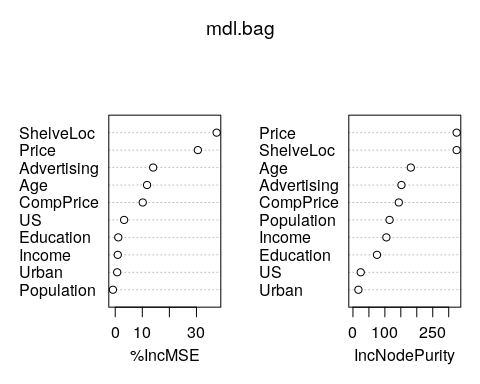 mdl.bag
ShelveLoc
Price
Advertising
Age
CompPrice
US
Education
Income
Urban
Population
0 10 30
%IncMSE
Price
ShelveLoc
Age
Advertising
CompPrice
Population
Income
Education
US
Urban
0 100 250
IncNodePurity